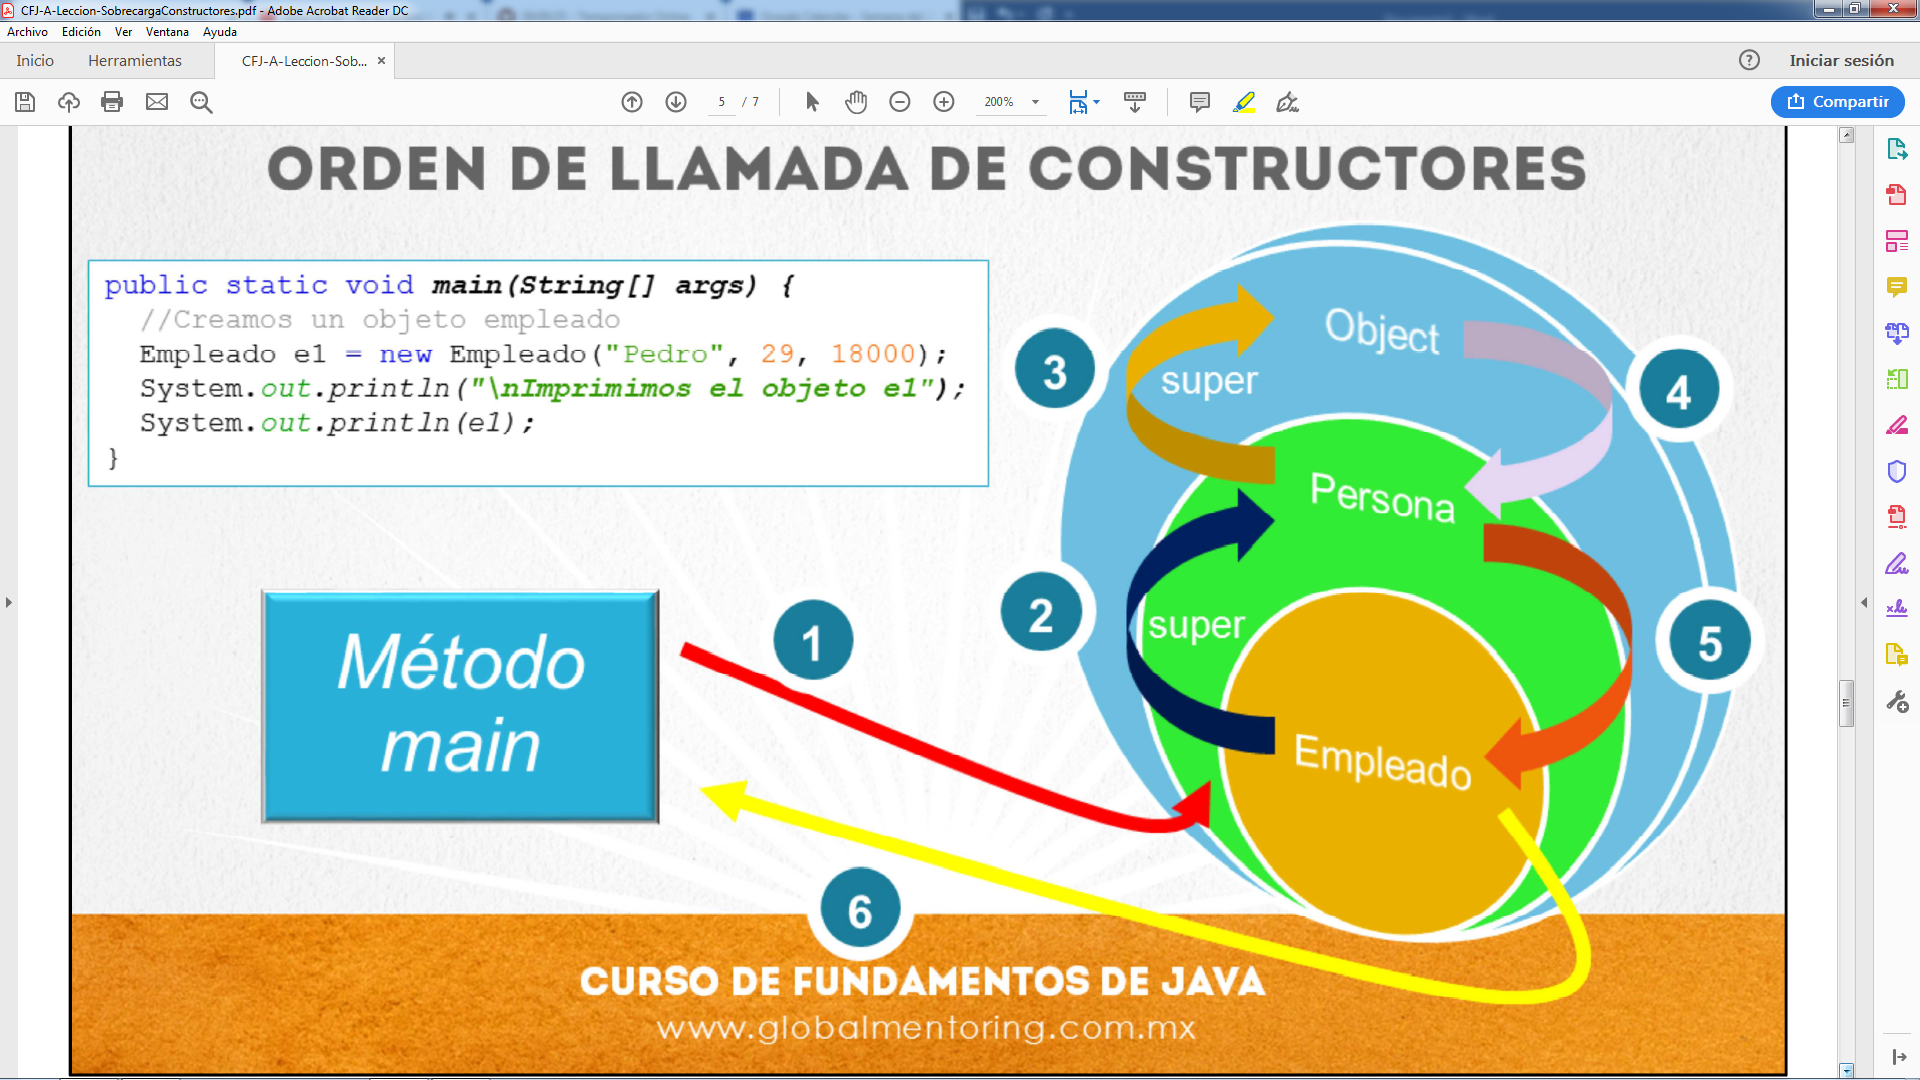 CFJ-A-Leccion-SobrecargaConstructores.pdf - Adobe Acrobat Reader DC
Archivo Edición Ver Ventana Ayuda
Inicio Herramientas CFJ-A-Leccion-Sob... × ? Iniciar sesión
5 / 7 200% Compartir
ORDEN DE LLAMADA DE CONSTRUCTORES
public static void main(String[] args) {
//Creamos un objeto empleado
Empleado e1 = new Empleado("Pedro", 29, 18000);
System.out.println("\nImprimimos el objeto e1");
System.out.println(e1);
}
Object
3
super
4
Persona
2
super
5
Empleado
Método
main
1
6
CURSO DE FUNDAMENTOS DE JAVA
www.globalmentoring.com.mx